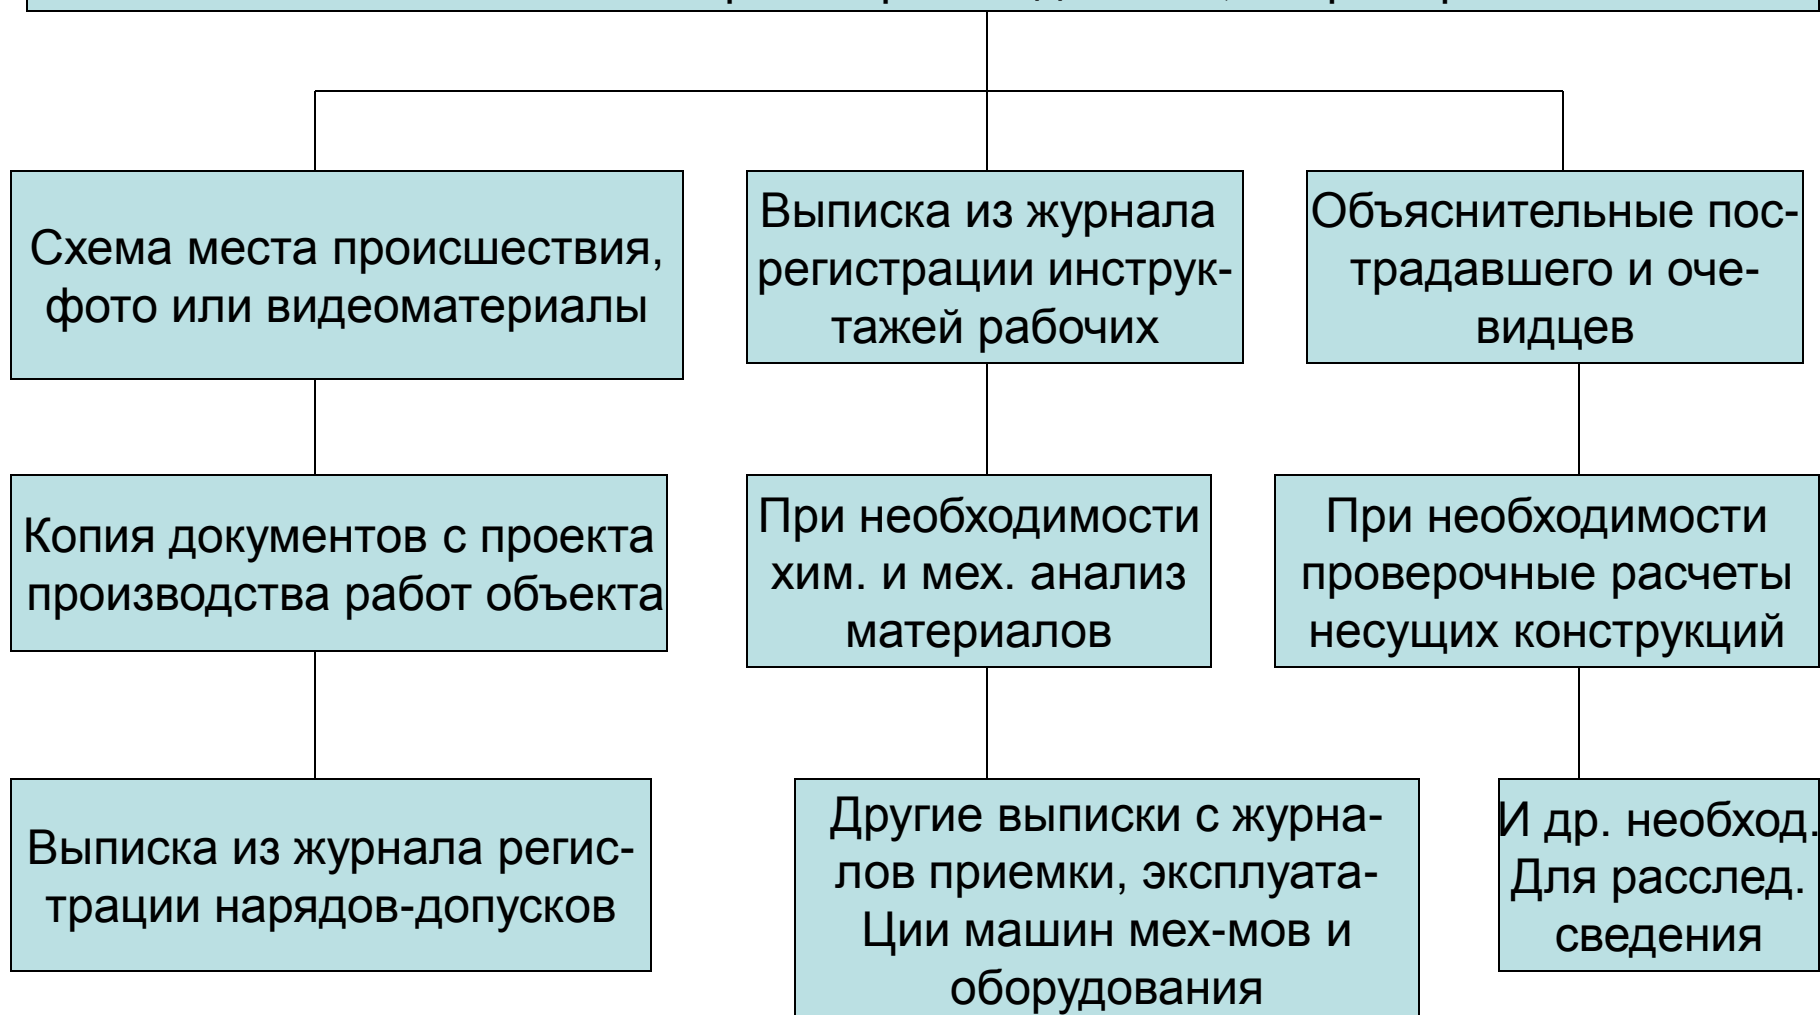 Схема места происшествия,
фото или видеоматериалы
Выписка из журнала
регистрации инструк-
тажей рабочих
Объяснительные пос-
традавшего и оче-
видцев
Копия документов с проекта
производства работ объекта
При необходимости
хим. и мех. анализ
материалов
При необходимости
проверочные расчеты
несущих конструкций
Выписка из журнала регис-
трации нарядов-допусков
Другие выписки с журна-
лов приемки, эксплуата-
Ции машин мех-мов и
оборудования
И др. необход.
Для расслед.
сведения